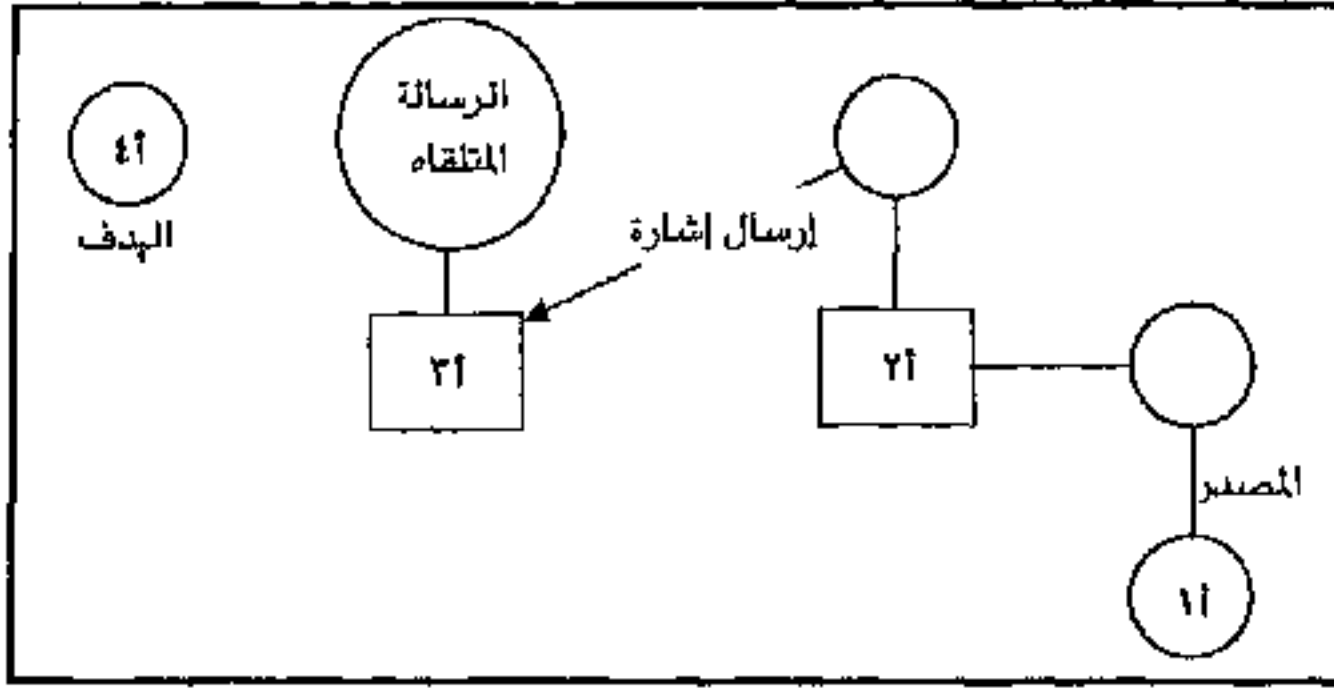 الرسالة
المتلقاه
أ٤
الهدف
إرسال إشارة
أ٣
أ٢
المصدر
أ١